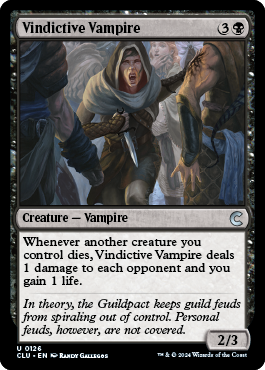 Vindictive Vampire 3
Creature — Vampire
Whenever another creature you
control dies, Vindictive Vampire deals
1 damage to each opponent and you
gain 1 life.
In theory, the Guildpact keeps guild feuds
from spiraling out of control. Personal
feuds, however, are not covered.
2/3
U 0126
CLU • EN Randy Gallegos
™ & © 2024 Wizards of the Coast